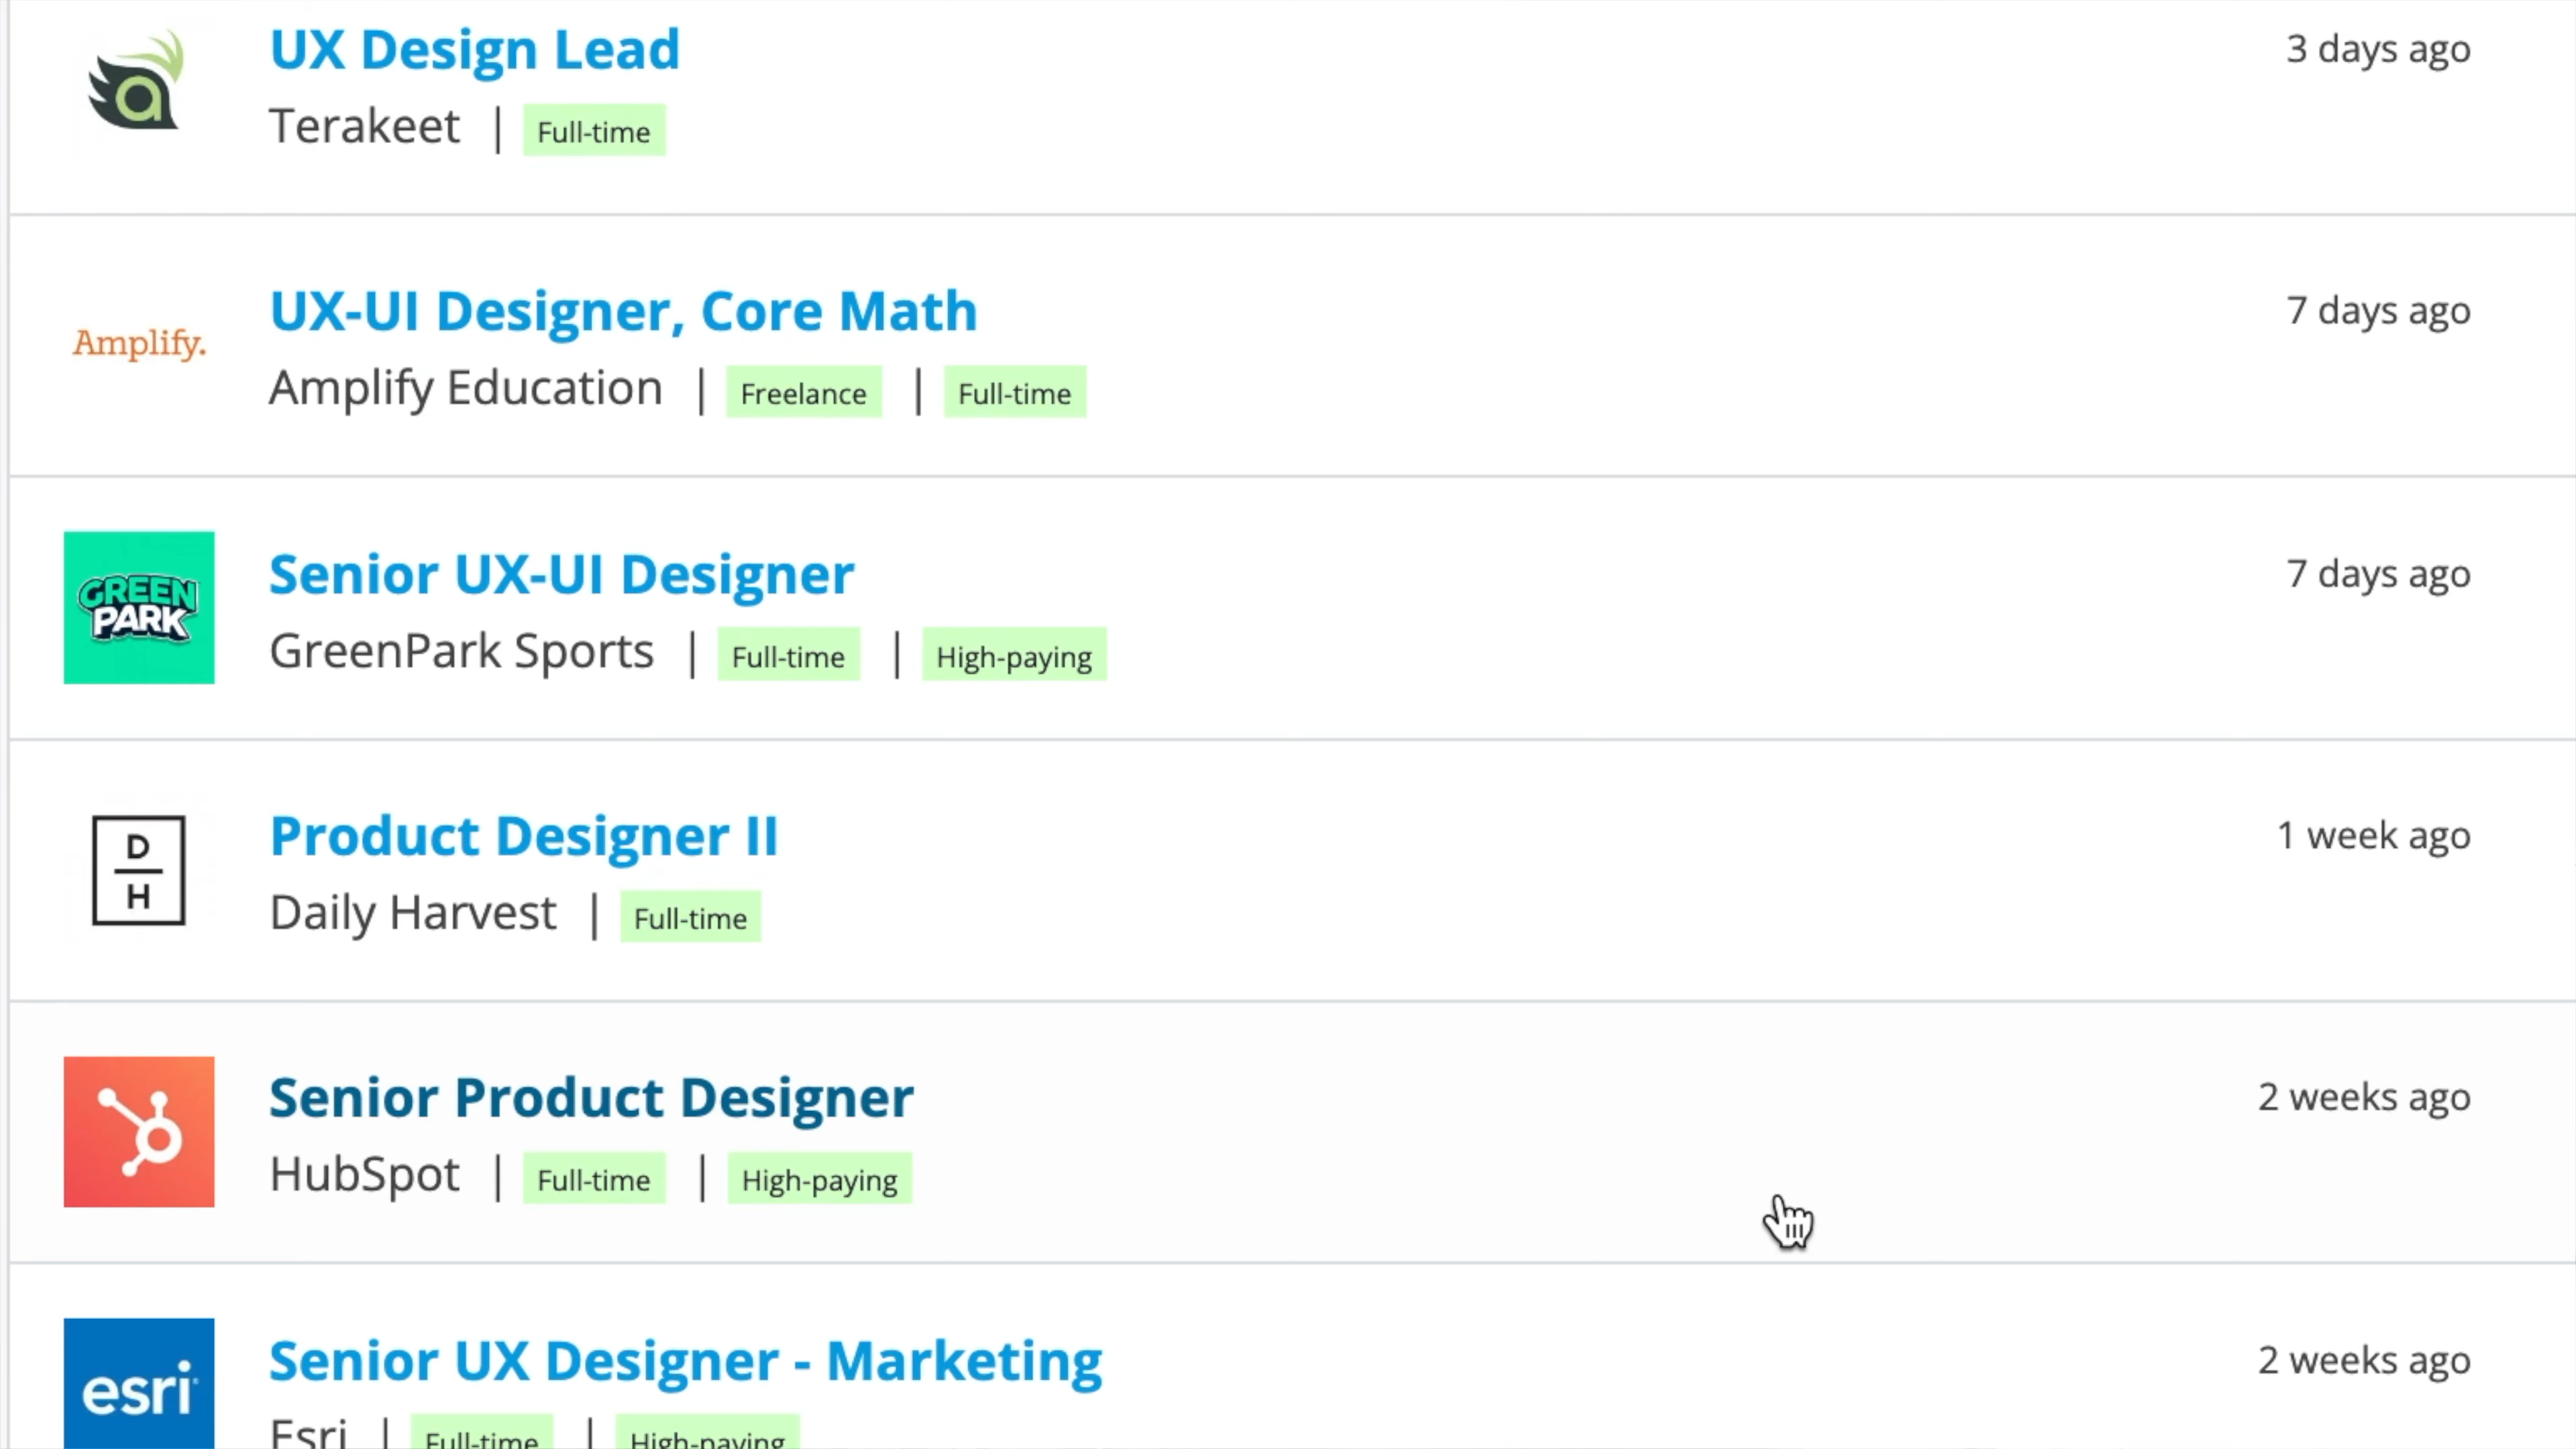 UX Design Lead
3 days ago
Terakeet | Full-time
Amplify.
UX-UI Designer, Core Math
7 days ago
Amplify Education | Freelance | Full-time
GREEN
PARK
Senior UX-UI Designer
7 days ago
GreenPark Sports | Full-time | High-paying
D
H
Product Designer II
1 week ago
Daily Harvest | Full-time
Senior Product Designer
2 weeks ago
HubSpot | Full-time | High-paying
esri
Senior UX Designer - Marketing
2 weeks ago
Esri | Full-time | High-paying